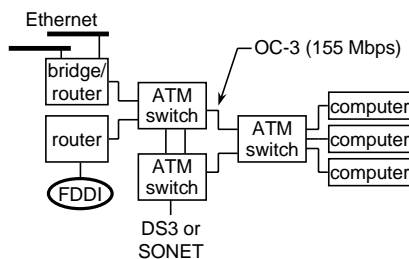 Ethernet
OC-3 (155 Mbps)
bridge/
router
ATM
switch
computer
router
ATM
switch
computer
ATM
switch
computer
FDDI
DS3 or
SONET